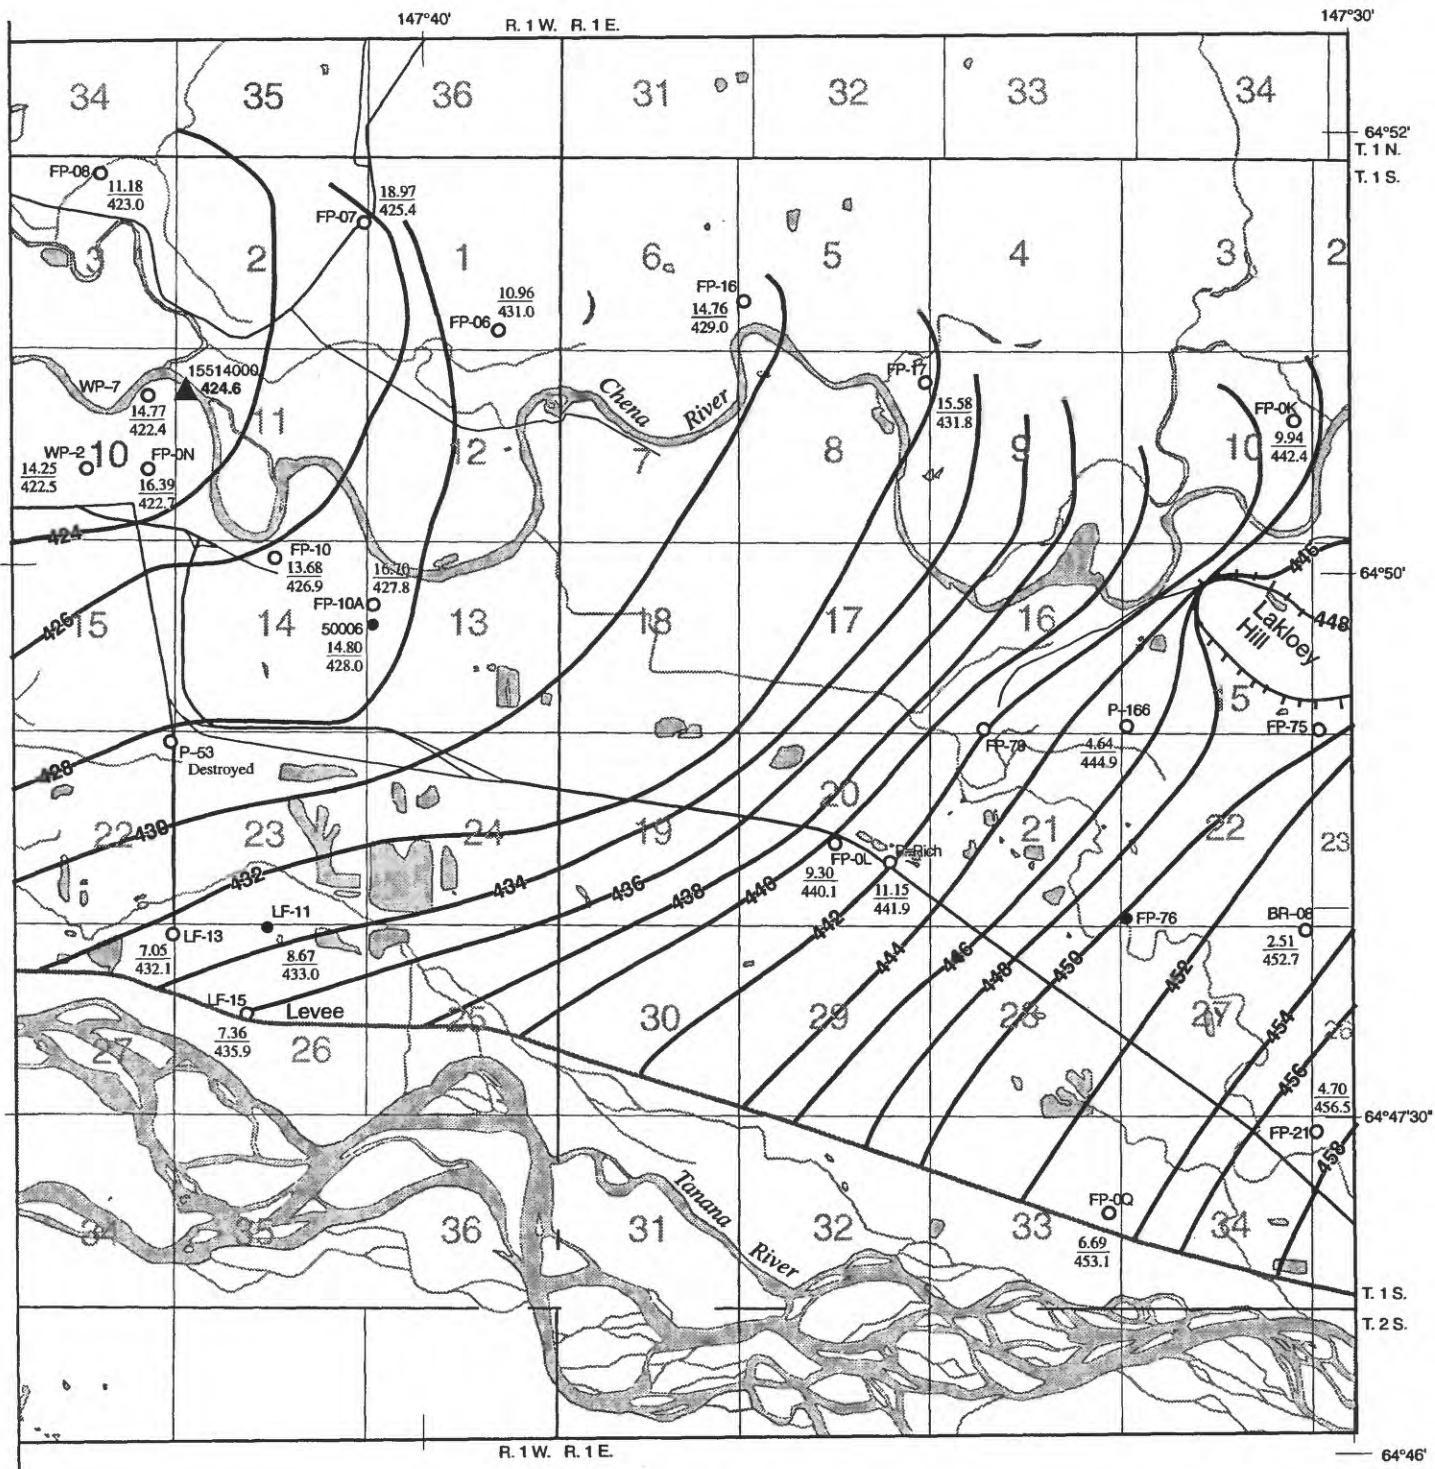 147°40'
R. 1 W. R. 1 E.
147°30'
34 35 36 31 32 33 34
64°52'
T. 1 N.
T. 1 S.
FP-08
11.18
423.0
18.97
425.4
FP-07
3 2 1 6 5 4 3 2
10.96
431.0
FP-06
FP-16
14.76
429.0
15514000
424.6
WP-7
14.77
422.4
11
Chena River
FP-17
15.58
431.8
FP-0K
9.94
442.4
WP-2
14.25
422.5
10
FP-0N
16.39
422.7
12 7 8 9 10
424
FP-10
13.68
426.9
16.70
427.8
FP-10A
50006
14.80
428.0
446
64°50'
448
Lakloey
Hill
426
15 14 13 18 17 16 15
P-53
Destroyed
FP-79
P-166
4.64
444.9
FP-75
428
430
22 23 24 19 20 21 22 23
FP-0L
9.30
440.1
P-Rich
11.15
441.9
432 434 436 438 440 442 444 446 448 450 452 454 456 458
LF-13
7.05
432.1
LF-11
8.67
433.0
FP-76
BR-08
2.51
452.7
LF-15
7.36
435.9
Levee
27 26 25 30 29 28 27 26
4.70
456.5
FP-21
64°47'30"
FP-0Q
6.69
453.1
34 35 36 31 32 33 34
Tanana River
T. 1 S.
T. 2 S.
R. 1 W. R. 1 E.
64°46'